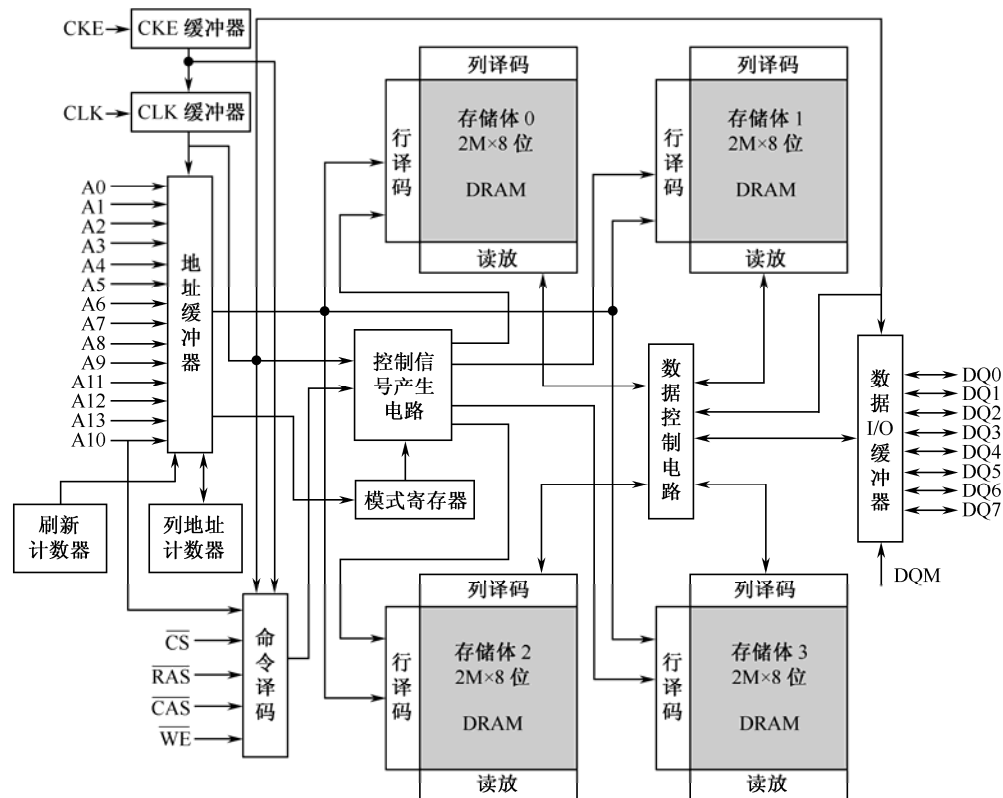 CKE
CKE 缓冲器
CLK
CLK 缓冲器
A0
A1
A2
A3
A4
A5
A6
A7
A8
A9
A11
A12
A13
A10
地址缓冲器
刷新
计数器
列地址
计数器
CS
RAS
CAS
WE
命令译码
控制信
号产生
电路
模式寄存器
列译码
行译码
存储体 0
2M×8 位
DRAM
读放
列译码
行译码
存储体 1
2M×8 位
DRAM
读放
数据控制电路
数据
I/O
缓冲器
DQ0
DQ1
DQ2
DQ3
DQ4
DQ5
DQ6
DQ7
DQM
列译码
行译码
存储体 2
2M×8 位
DRAM
读放
列译码
行译码
存储体 3
2M×8 位
DRAM
读放